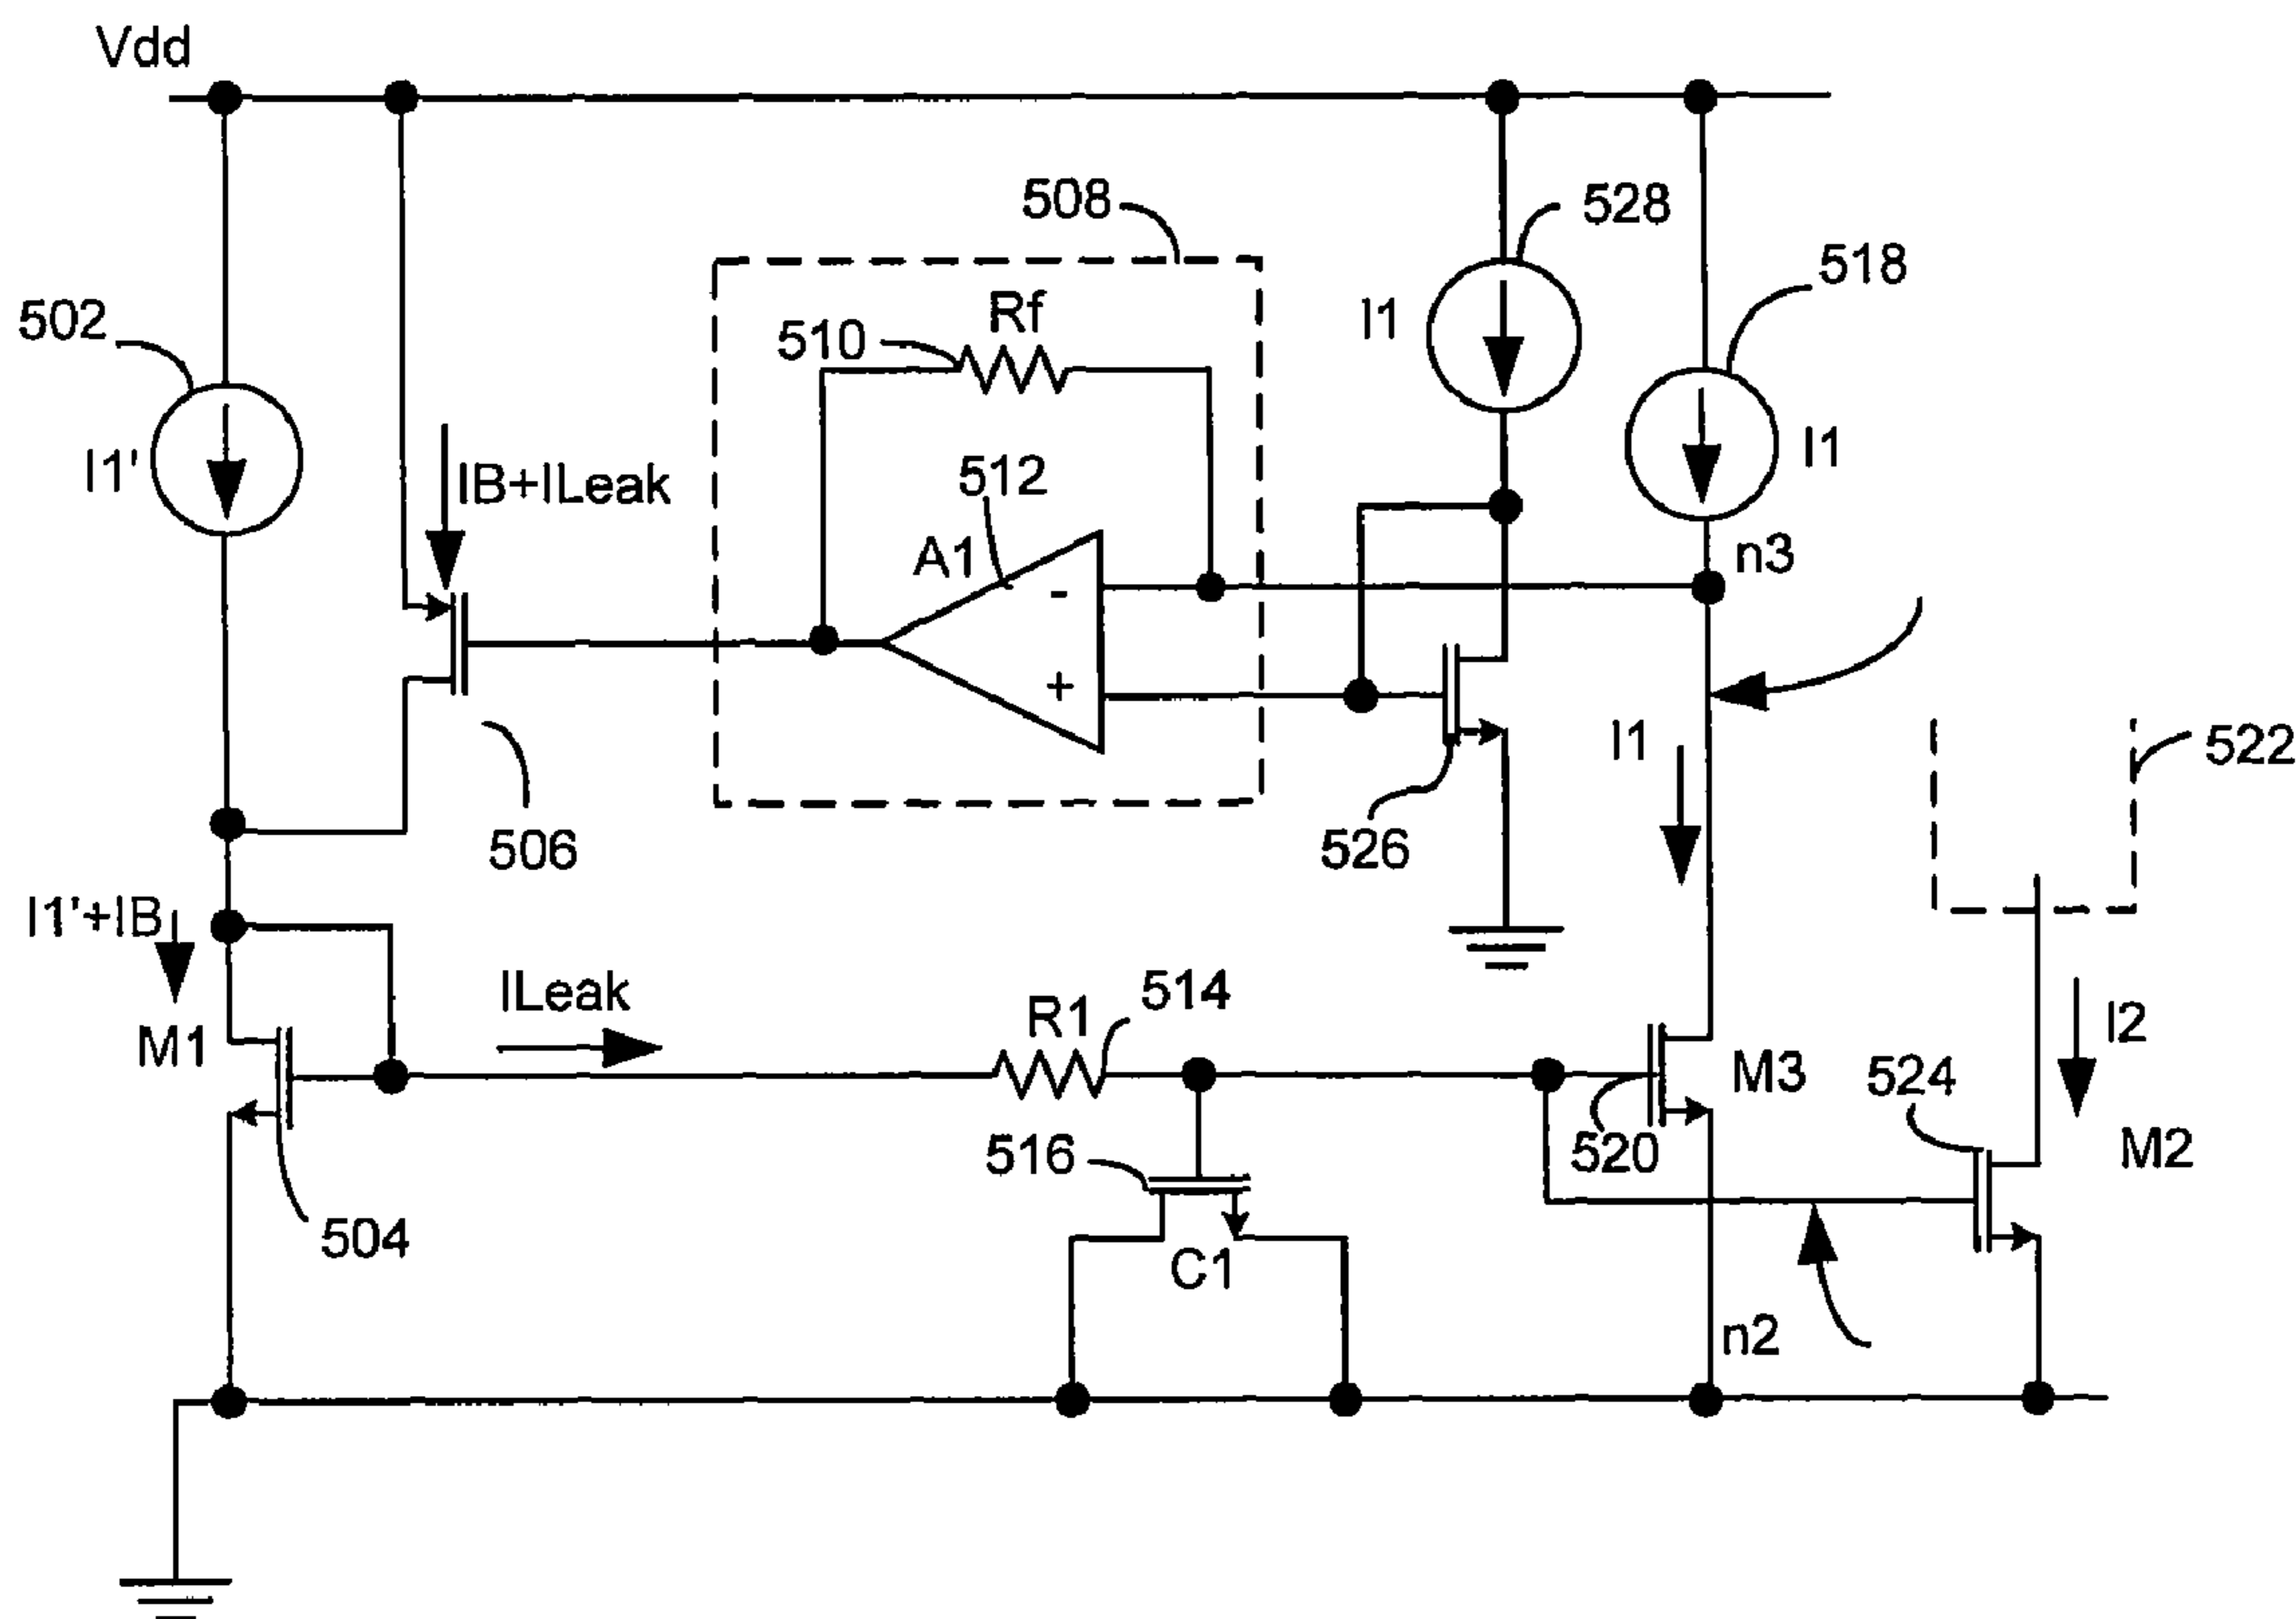 Vdd
508
528
518
502
Rf
510
I1
I1'
IB+ILeak
512
I1
A1
n3
-
+
I1
522
506
526
I1'+IB
ILeak
514
R1
I2
M1
M3
524
516
520
M2
504
C1
n2